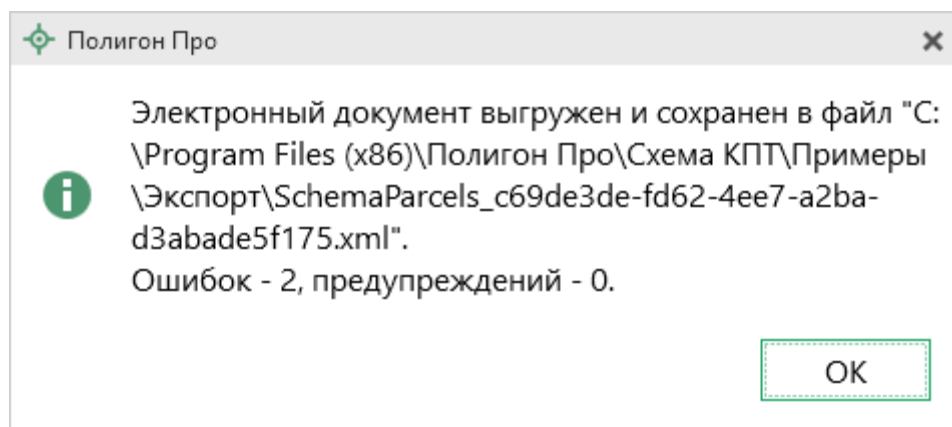 Полигон Про
Электронный документ выгружен и сохранен в файл "C:
\Program Files (x86)\Полигон Про\Схема КПТ\Примеры
\Экспорт\SchemaParcels_c69de3de-fd62-4ee7-a2ba-
d3abade5f175.xml".
Ошибок - 2, предупреждений - 0.
OK